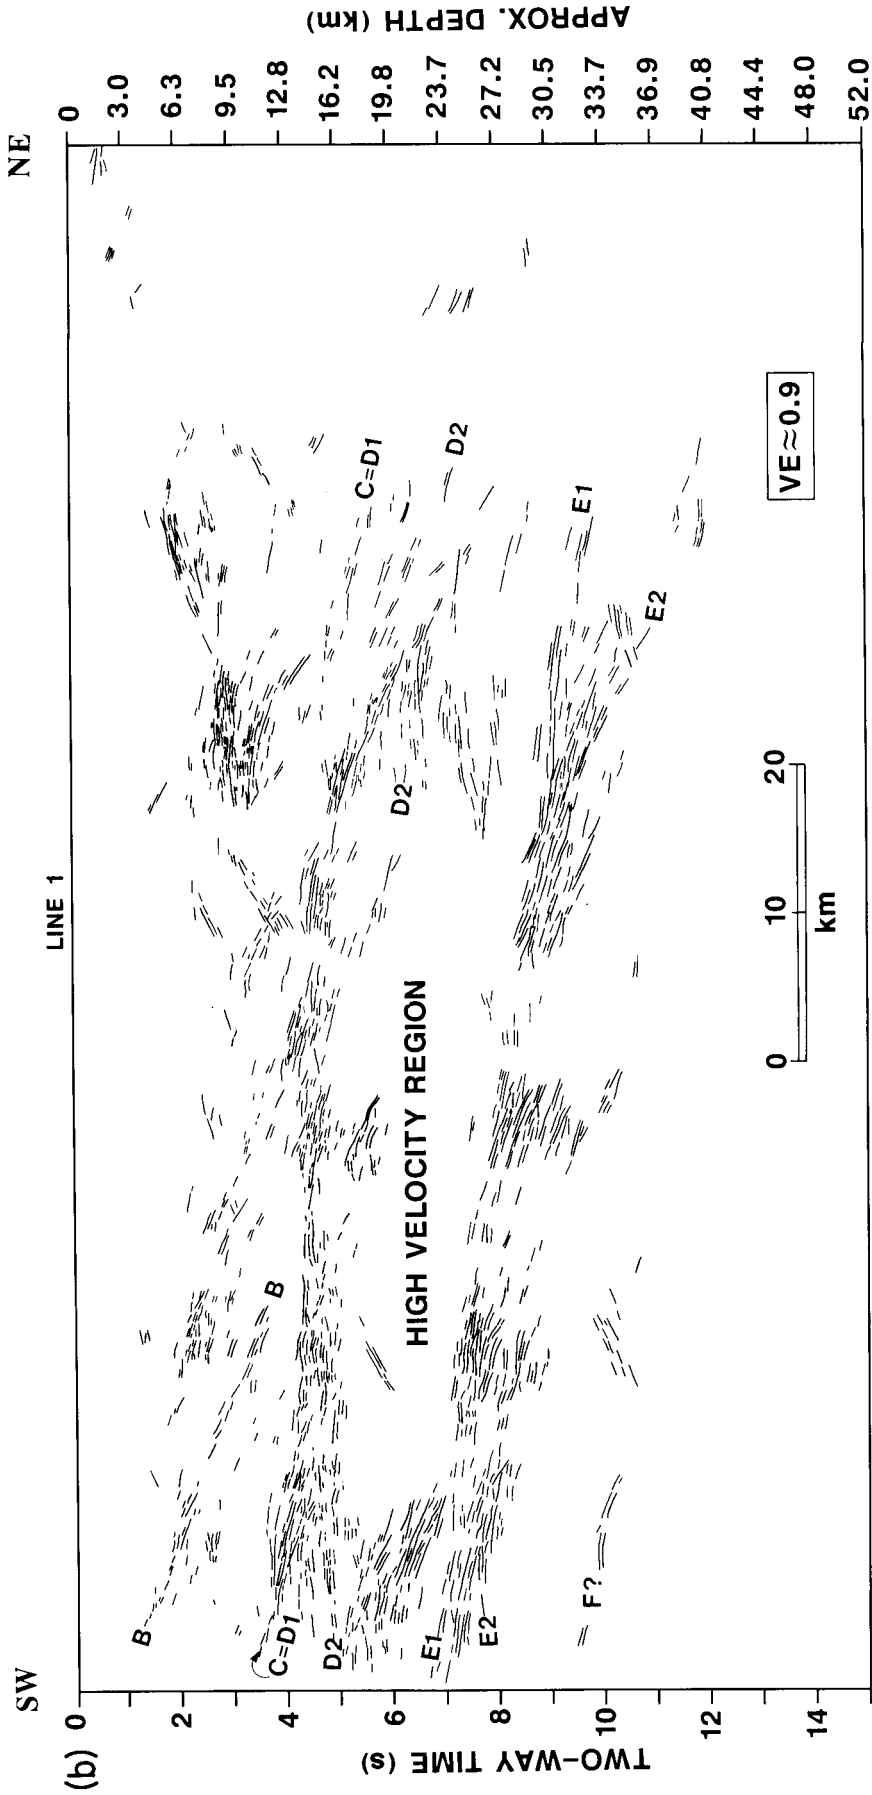 (b)
SW
NE
LINE 1
TWO-WAY TIME (s)
0
2
4
6
8
10
12
14
APPROX. DEPTH (km)
0
3.0
6.3
9.5
12.8
16.2
19.8
23.7
27.2
30.5
33.7
36.9
40.8
44.4
48.0
52.0
B
B
C=D1
C=D1
D2
D2
D2
HIGH VELOCITY REGION
E1
E1
E2
E2
F?
VE≈0.9
0
10
20
km